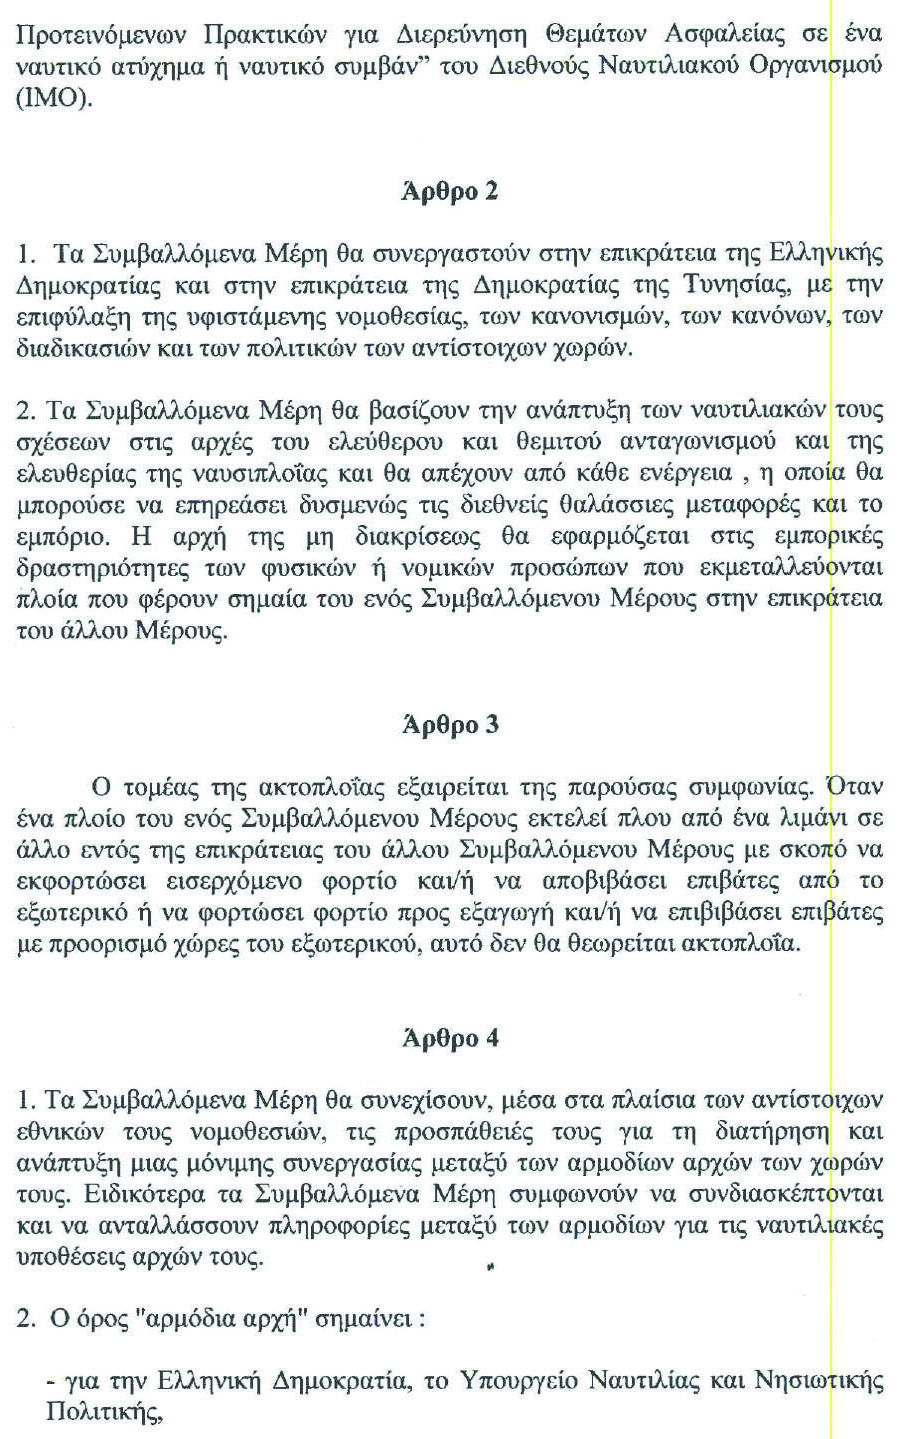 Προτεινόμενων Πρακτικών για Διερεύνηση Θεμάτων Ασφαλείας σε ένα
ναυτικό ατύχημα ή ναυτικό συμβάν” του Διεθνούς Ναυτιλιακού Οργανισμού
(ΙΜΟ).
Άρθρο 2
1. Τα Συμβαλλόμενα Μέρη θα συνεργαστούν στην επικράτεια της Ελληνικής
Δημοκρατίας και στην επικράτεια της Δημοκρατίας της Τυνησίας, με την
επιφύλαξη της υφιστάμενης νομοθεσίας, των κανονισμών, των κανόνων, των
διαδικασιών και των πολιτικών των αντίστοιχων χωρών.
2. Τα Συμβαλλόμενα Μέρη θα βασίζουν την ανάπτυξη των ναυτιλιακών τους
σχέσεων στις αρχές του ελεύθερου και θεμιτού ανταγωνισμού και της
ελευθερίας της ναυσιπλοΐας και θα απέχουν από κάθε ενέργεια , η οποία θα
μπορούσε να επηρεάσει δυσμενώς τις διεθνείς θαλάσσιες μεταφορές και το
εμπόριο. Η αρχή της μη διακρίσεως θα εφαρμόζεται στις εμπορικές
δραστηριότητες των φυσικών ή νομικών προσώπων που εκμεταλλεύονται
πλοία που φέρουν σημαία του ενός Συμβαλλόμενου Μέρους στην επικράτεια
του άλλου Μέρους.
Άρθρο 3
Ο τομέας της ακτοπλοΐας εξαιρείται της παρούσας συμφωνίας. Όταν
ένα πλοίο του ενός Συμβαλλόμενου Μέρους εκτελεί πλου από ένα λιμάνι σε
άλλο εντός της επικράτειας του άλλου Συμβαλλόμενου Μέρους με σκοπό να
εκφορτώσει εισερχόμενο φορτίο και/ή να αποβιβάσει επιβάτες από το
εξωτερικό ή να φορτώσει φορτίο προς εξαγωγή και/ή να επιβιβάσει επιβάτες
με προορισμό χώρες του εξωτερικού, αυτό δεν θα θεωρείται ακτοπλοΐα.
Άρθρο 4
1. Τα Συμβαλλόμενα Μέρη θα συνεχίσουν, μέσα στα πλαίσια των αντίστοιχων
εθνικών τους νομοθεσιών, τις προσπάθειές τους για τη διατήρηση και
ανάπτυξη μιας μόνιμης συνεργασίας μεταξύ των αρμοδίων αρχών των χωρών
τους. Ειδικότερα τα Συμβαλλόμενα Μέρη συμφωνούν να συνδιασκέπτονται
και να ανταλλάσσουν πληροφορίες μεταξύ των αρμοδίων για τις ναυτιλιακές
υποθέσεις αρχών τους.
2. Ο όρος "αρμόδια αρχή" σημαίνει :
- για την Ελληνική Δημοκρατία, το Υπουργείο Ναυτιλίας και Νησιωτικής
Πολιτικής,